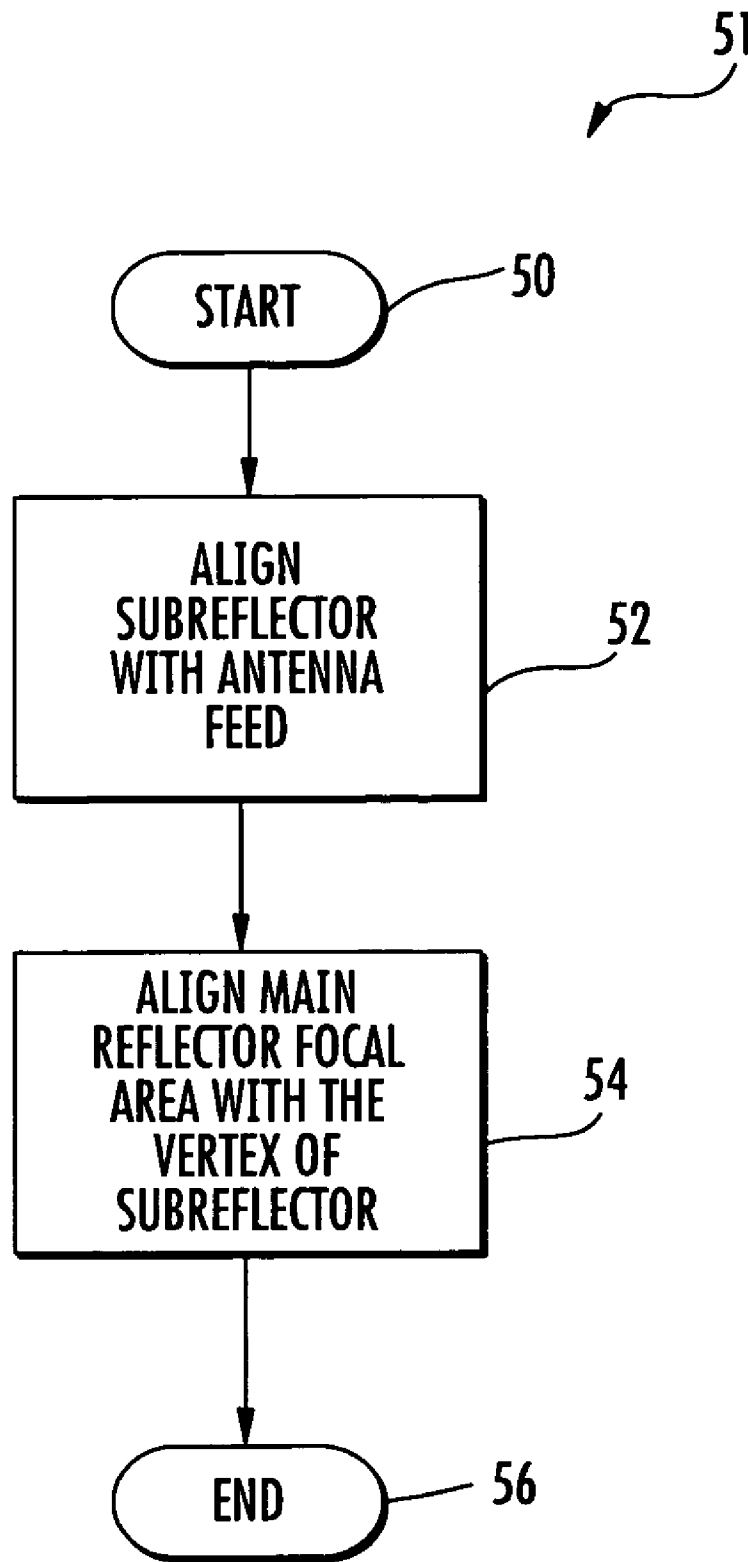 51
START
50
ALIGN
SUBREFLECTOR
WITH ANTENNA
FEED
52
ALIGN MAIN
REFLECTOR FOCAL
AREA WITH THE
VERTEX OF
SUBREFLECTOR
54
END
56